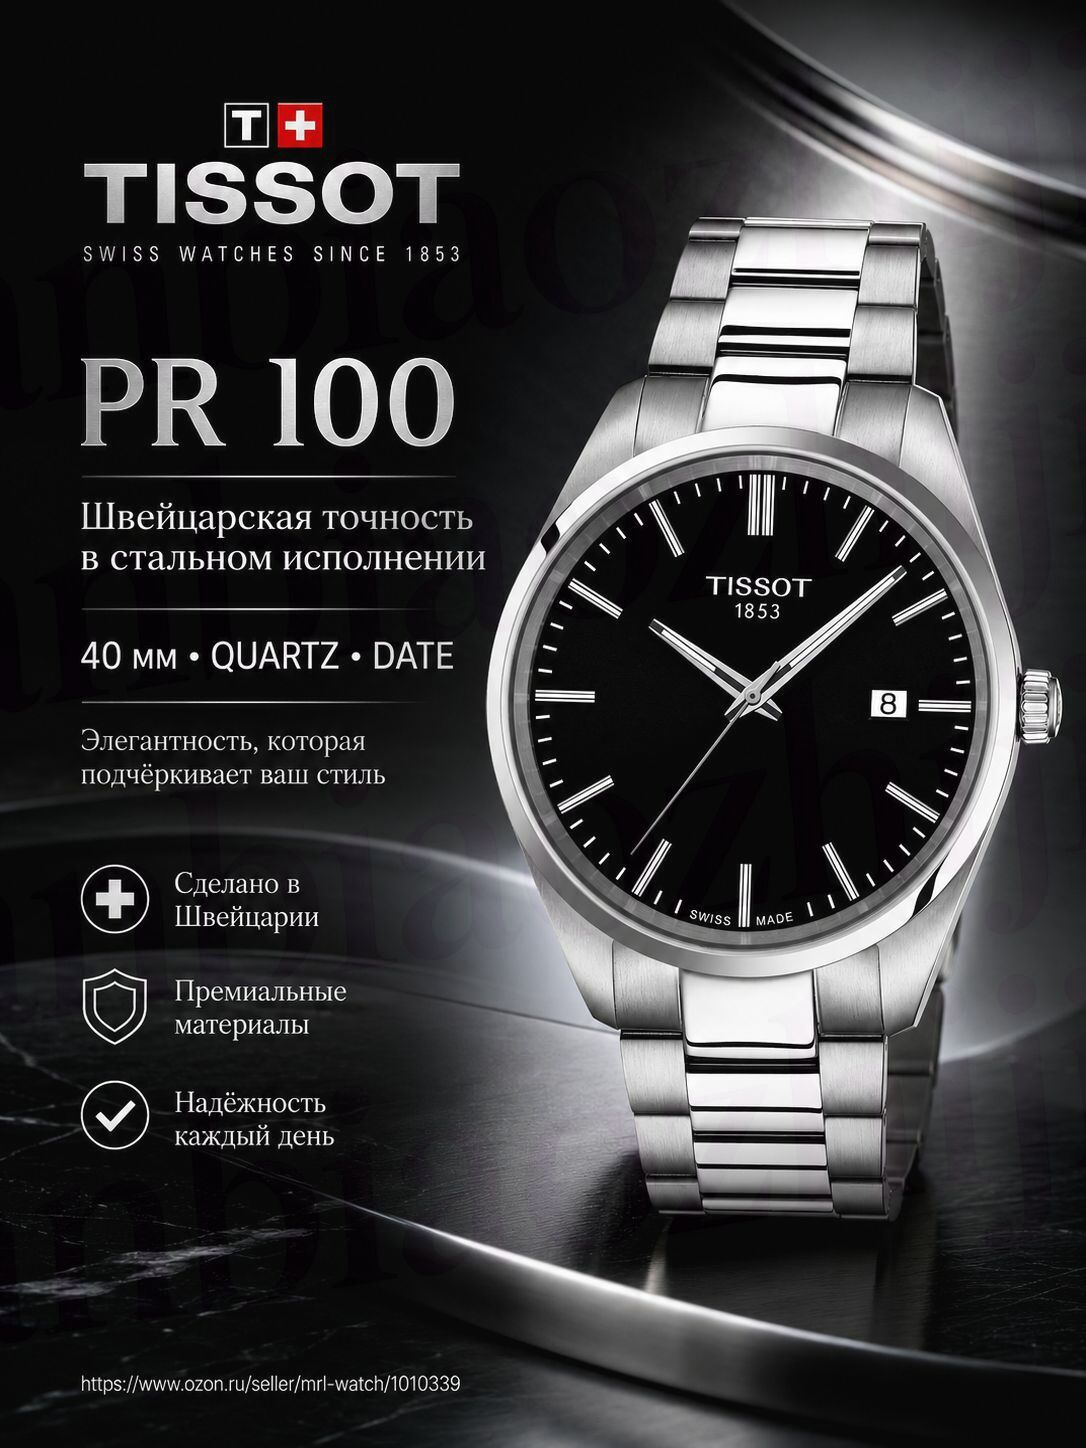 T
TISSOT
SWISS WATCHES SINCE 1853
PR 100
Швейцарская точность
в стальном исполнении
40 мм • QUARTZ • DATE
Элегантность, которая
подчёркивает ваш стиль
Сделано в
Швейцарии
Премиальные
материалы
Надёжность
каждый день
https://www.ozon.ru/seller/mrl-watch/1010339
TISSOT
1853
8
SWISS MADE